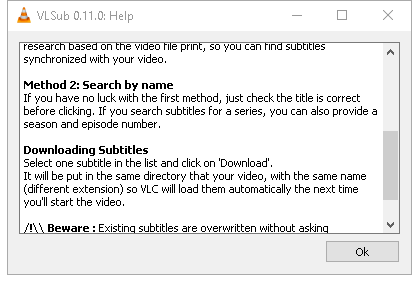 VLSub 0.11.0: Help
research based on the video file print, so you can find subtitles
synchronized with your video.
Method 2: Search by name
If you have no luck with the first method, just check the title is correct
before clicking. If you search subtitles for a series, you can also provide a
season and episode number.
Downloading Subtitles
Select one subtitle in the list and click on 'Download'.
It will be put in the same directory that your video, with the same name
(different extension) so VLC will load them automatically the next time
you'll start the video.
/!\\ Beware : Existing subtitles are overwritten without asking
Ok